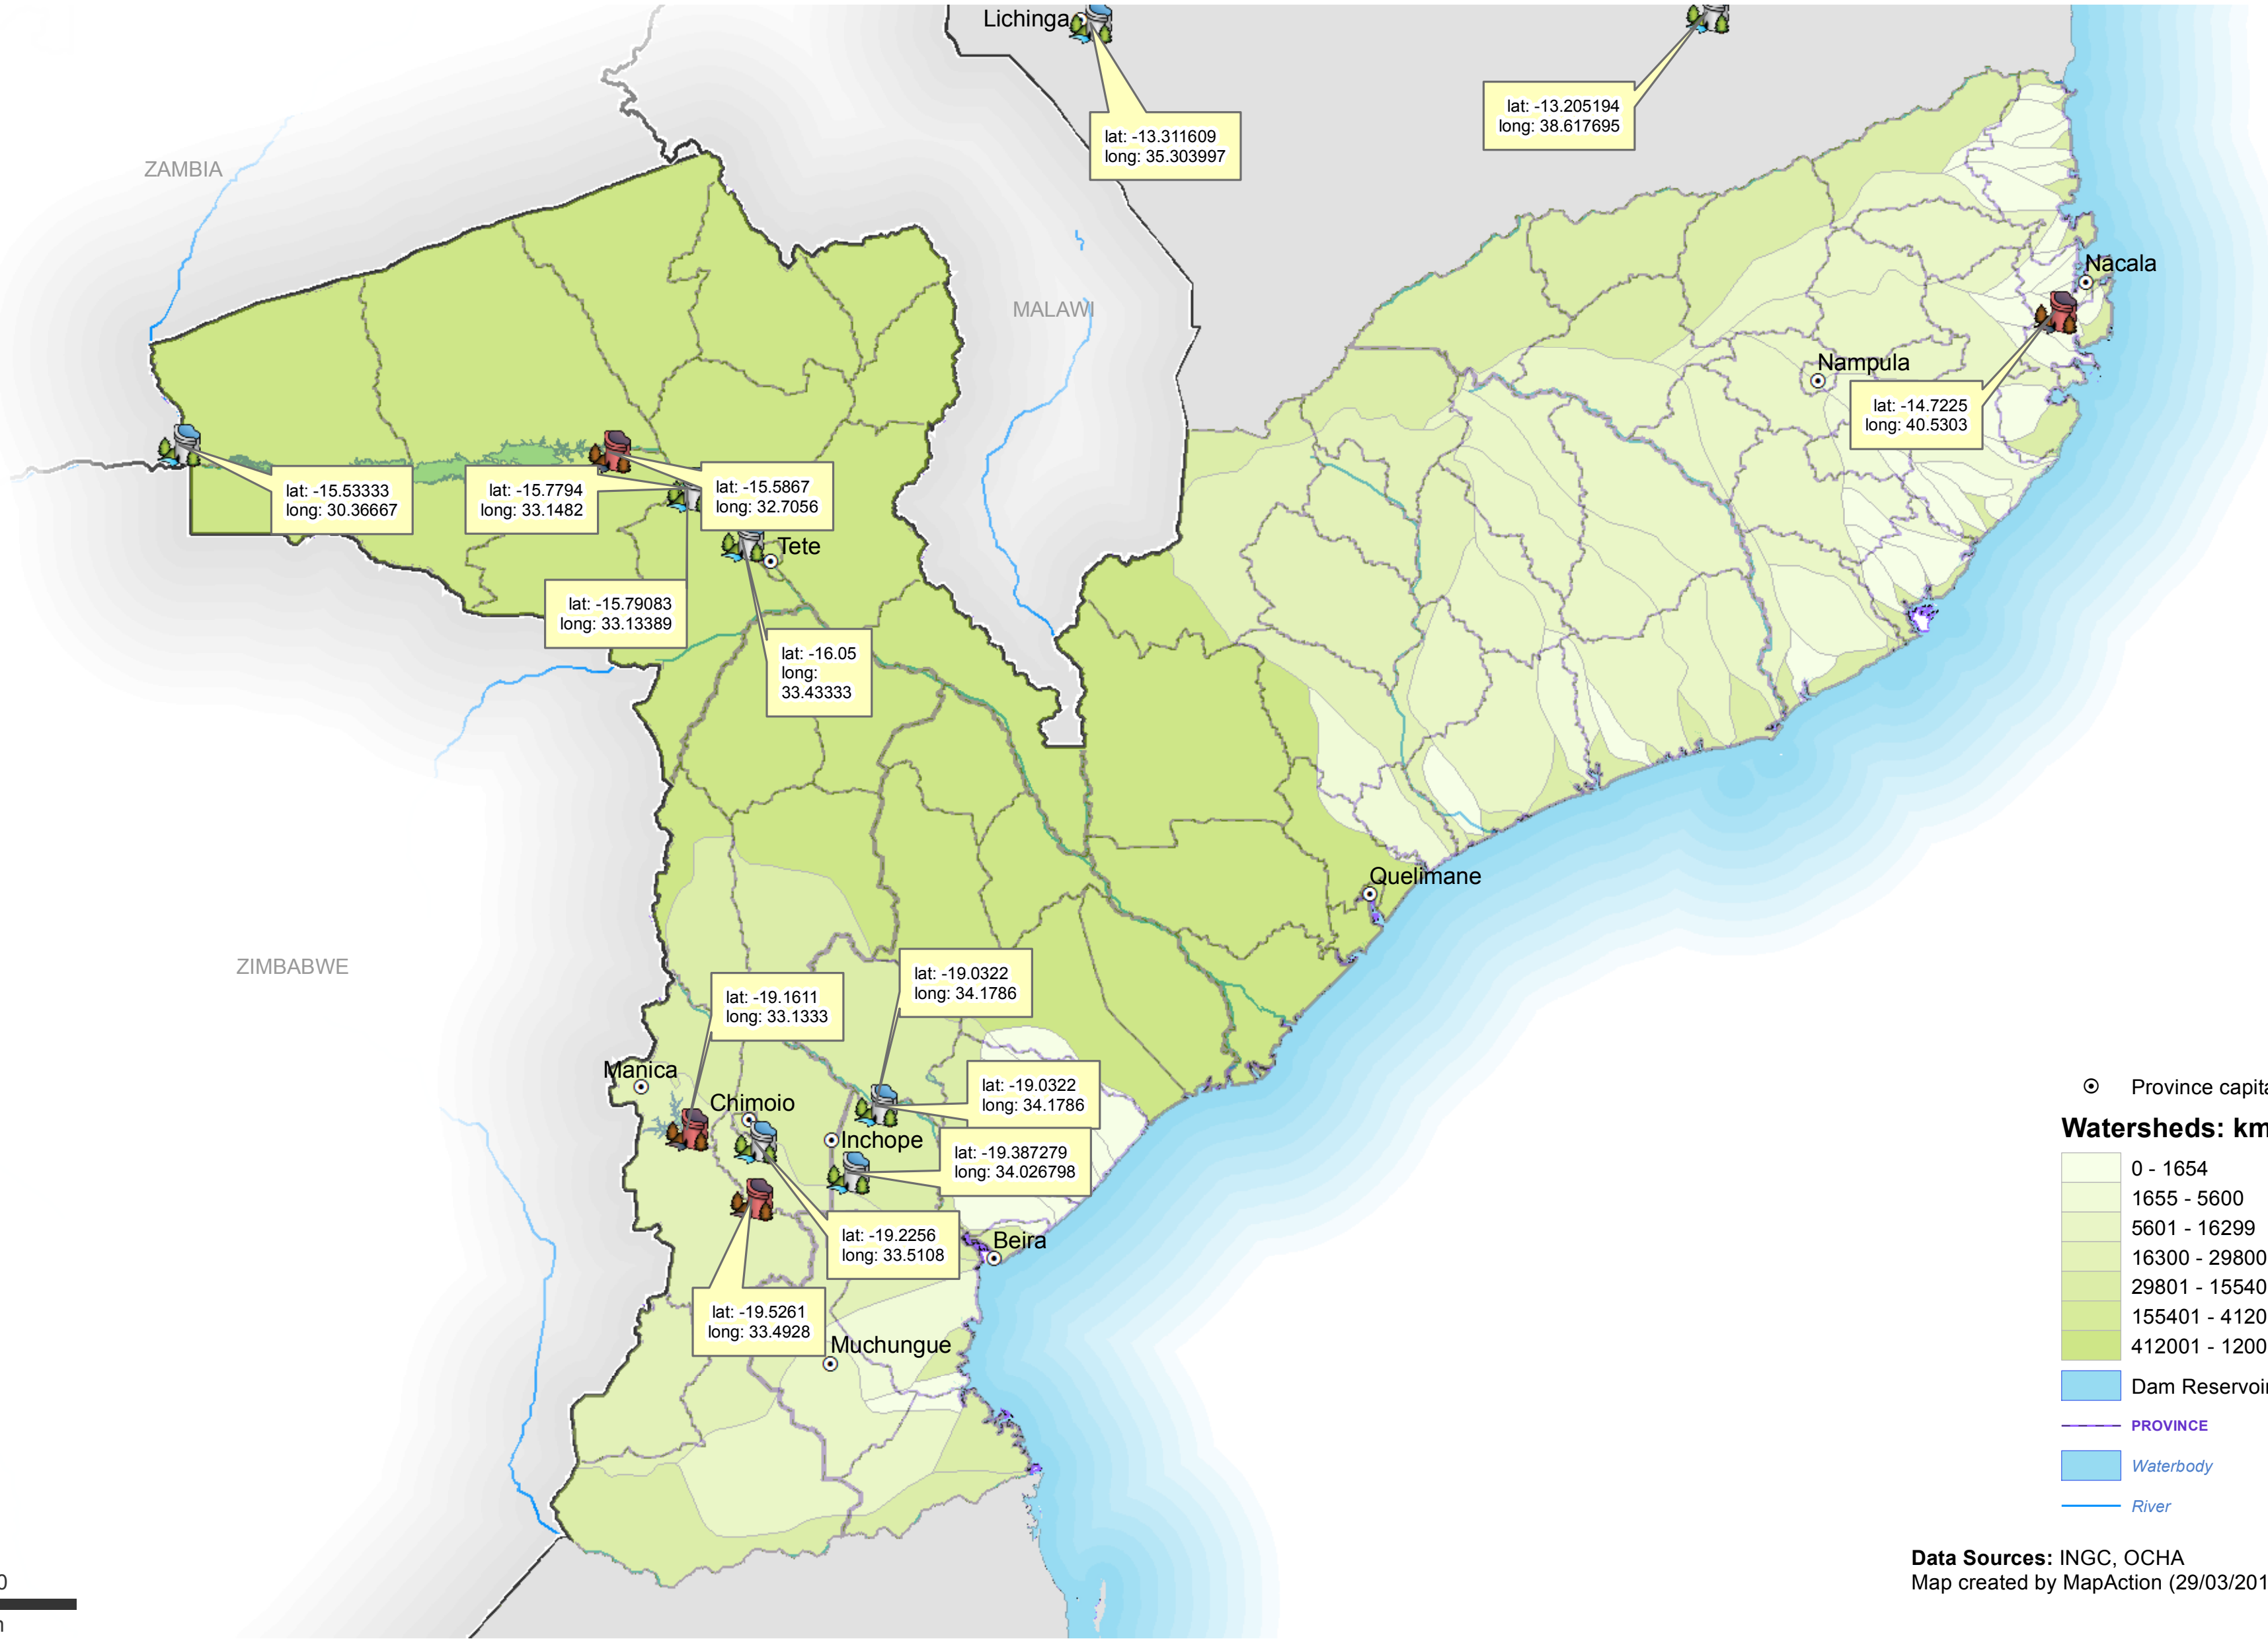 Lichinga
lat: -13.311609
long: 35.303997
lat: -13.205194
long: 38.617695
ZAMBIA
MALAWI
Nacala
Nampula
lat: -14.7225
long: 40.5303
lat: -15.53333
long: 30.36667
lat: -15.7794
long: 33.1482
lat: -15.5867
long: 32.7056
Tete
lat: -15.79083
long: 33.13389
lat: -16.05
long:
33.43333
Quelimane
ZIMBABWE
lat: -19.0322
long: 34.1786
lat: -19.1611
long: 33.1333
Manica
Chimoio
lat: -19.0322
long: 34.1786
Inchope
lat: -19.387279
long: 34.026798
lat: -19.2256
long: 33.5108
Beira
lat: -19.5261
long: 33.4928
Muchungue
Province capita
Watersheds: km
0 - 1654
1655 - 5600
5601 - 16299
16300 - 29800
29801 - 15540
155401 - 4120
412001 - 1200
Dam Reservoir
PROVINCE
Waterbody
River
Data Sources: INGC, OCHA
Map created by MapAction (29/03/201